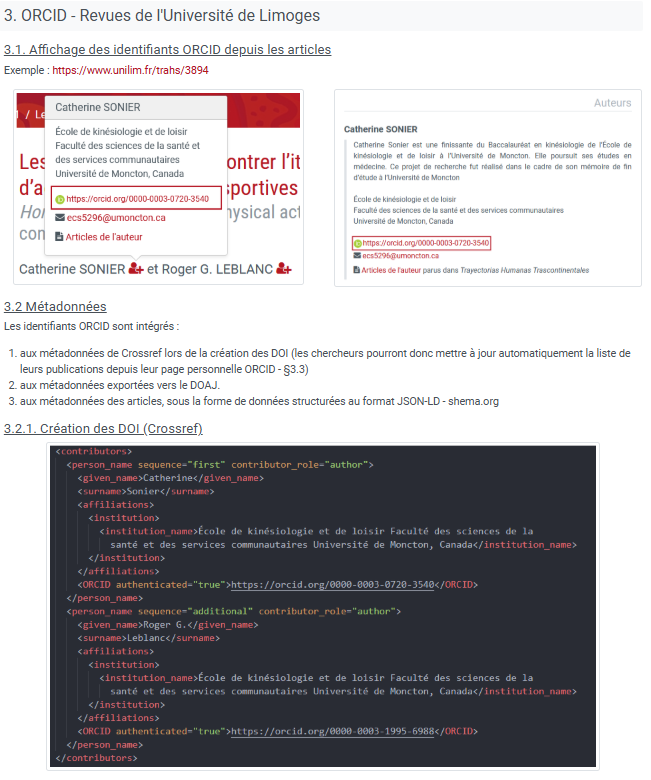 3. ORCID - Revues de l'Université de Limoges
3.1. Affichage des identifiants ORCID depuis les articles
Exemple : https://www.unilim.fr/trahs/3894
Catherine SONIER
École de kinésiologie et de loisir
Faculté des sciences de la santé et
des services communautaires
Université de Moncton, Canada
https://orcid.org/0000-0003-0720-3540
ecs5296@umoncton.ca
Articles de l'auteur
/ Le
Les
ontrer l'it
d'a
sportives
physical act
con
Catherine SONIER et Roger G. LEBLANC
Auteurs
Catherine SONIER
Catherine Sonier est une finissante du Baccalauréat en kinésiologie de l'École de
kinésiologie et de loisir à l'Université de Moncton. Elle poursuit ses études en
médecine. Ce projet de recherche fut réalisé dans le cadre de son mémoire de fin
d'étude à l'Université de Moncton
École de kinésiologie et de loisir
Faculté des sciences de la santé et des services communautaires
Université de Moncton, Canada
https://orcid.org/0000-0003-0720-3540
ecs5296@umoncton.ca
Articles de l'auteur parus dans Trayectorias Humanas Trascontinentales
3.2 Métadonnées
Les identifiants ORCID sont intégrés :
1. aux métadonnées de Crossref lors de la création des DOI (les chercheurs pourront donc mettre à jour automatiquement la liste de
leurs publications depuis leur page personnelle ORCID - §3.3)
2. aux métadonnées exportées vers le DOAJ.
3. aux métadonnées des articles, sous la forme de données structurées au format JSON-LD - shema.org
3.2.1. Création des DOI (Crossref)
<contributors>
<person_name sequence="first" contributor_role="author">
<given_name>Catherine</given_name>
<surname>Sonier</surname>
<affiliations>
<institution>
<institution_name>École de kinésiologie et de loisir Faculté des sciences de la
santé et des services communautaires Université de Moncton, Canada</institution_name>
</institution>
</affiliations>
<ORCID authenticated="true">https://orcid.org/0000-0003-0720-3540</ORCID>
</person_name>
<person_name sequence="additional" contributor_role="author">
<given_name>Roger G.</given_name>
<surname>Leblanc</surname>
<affiliations>
<institution>
<institution_name>École de kinésiologie et de loisir Faculté des sciences de la
santé et des services communautaires Université de Moncton, Canada</institution_name>
</institution>
</affiliations>
<ORCID authenticated="true">https://orcid.org/0000-0003-1995-6988</ORCID>
</person_name>
</contributors>